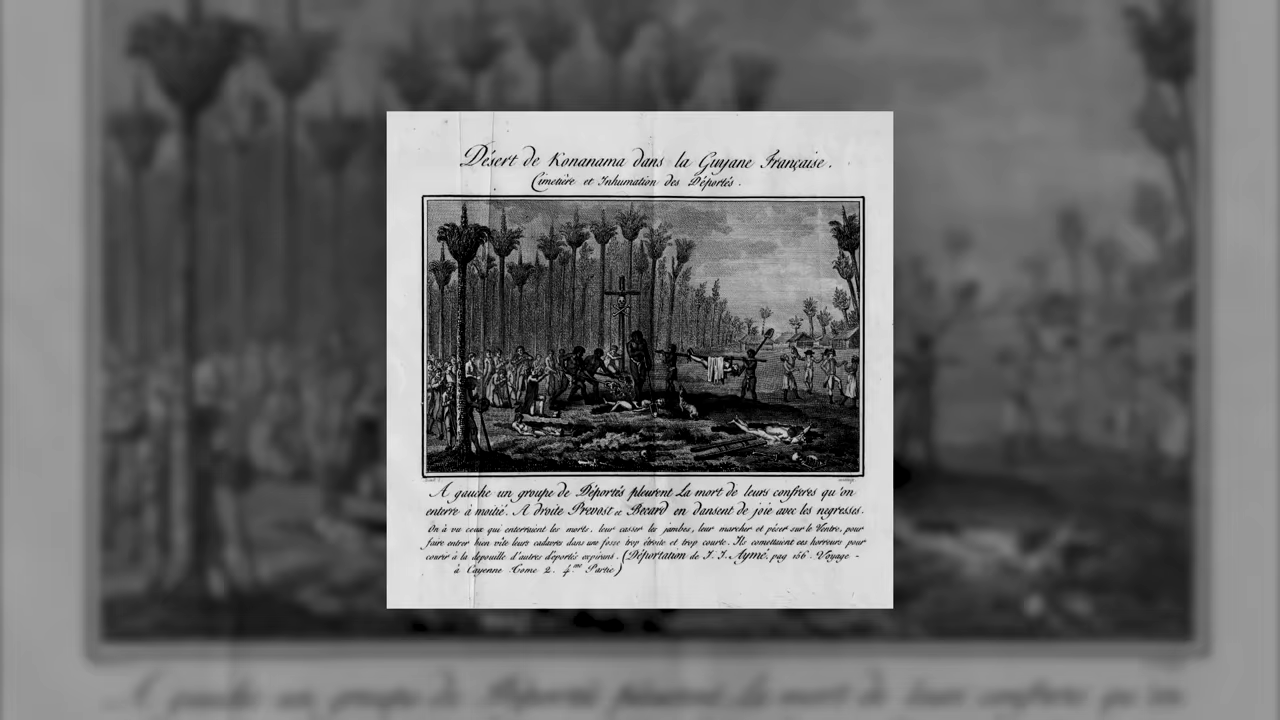 Désert de Konanama dans la Guyane Française.
Cimetière et Inhumation des Déportés.
A gauche un groupe de Déportés pleurent La mort de leurs confreres qu'on
enterre à moitié. A droite Prevost et Becard en dansent de joie avec les negresses.
On à vu ceux qui enterraient les morts, leur casser les jambes, leur marcher et péser sur le Ventre, pour
faire entrer bien vite leurs cadavres dans une fosse trop étroite et trop courte. Ils comettaient ces horreurs pour
courir à la depouille d'autres déportés expirans. (Déportation de J. J. Aymé. pag 156. Voyage -
à Cayenne Tome 2. 4me Partie)